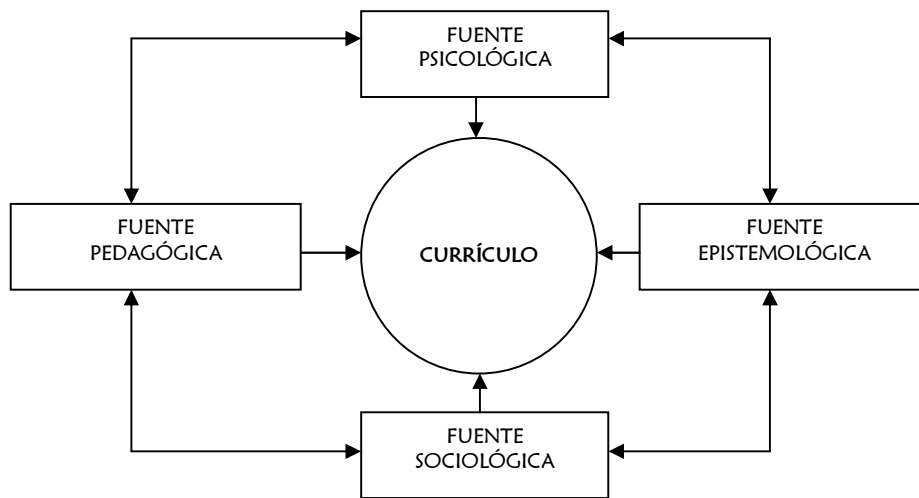 FUENTE
PSICOLÓGICA
FUENTE
PEDAGÓGICA
CURRÍCULO
FUENTE
EPISTEMOLÓGICA
FUENTE
SOCIOLÓGICA